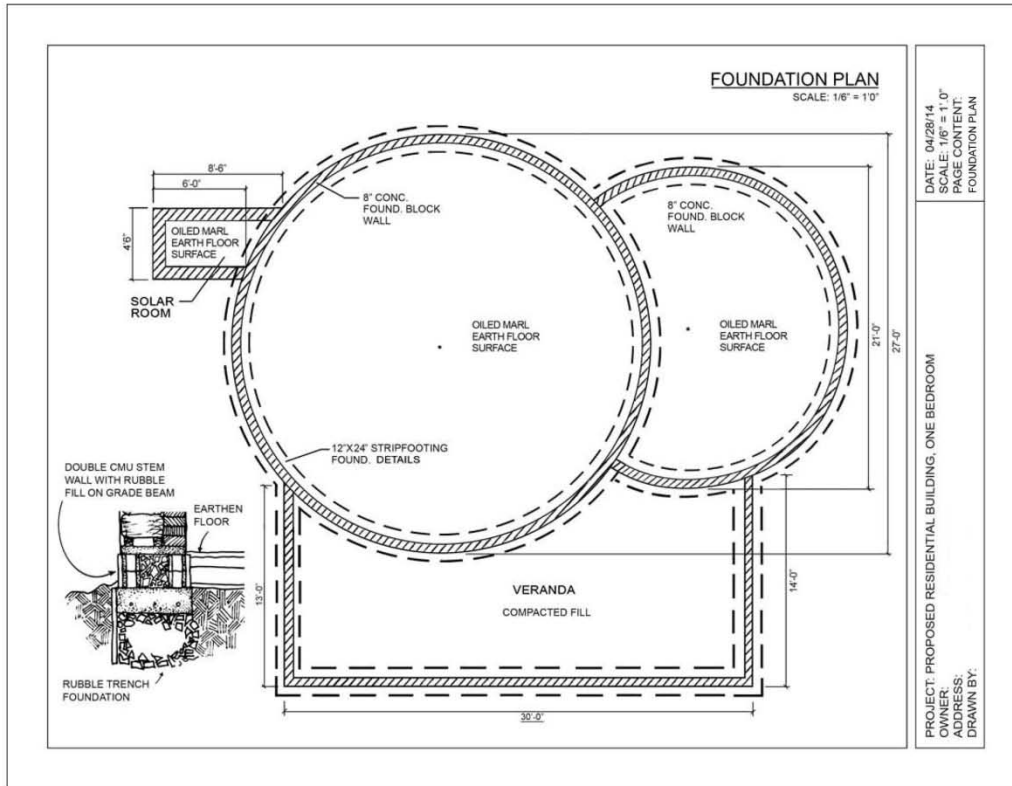 FOUNDATION PLAN
SCALE: 1/6" = 1'0"
8'-6"
6'-0"
4'6"
OILED MARL
EARTH FLOOR
SURFACE
SOLAR
ROOM
8" CONC.
FOUND. BLOCK
WALL
8" CONC.
FOUND. BLOCK
WALL
OILED MARL
EARTH FLOOR
SURFACE
OILED MARL
EARTH FLOOR
SURFACE
21'-0"
27'-0"
12"X24" STRIPFOOTING
FOUND. DETAILS
DOUBLE CMU STEM
WALL WITH RUBBLE
FILL ON GRADE BEAM
EARTHEN
FLOOR
RUBBLE TRENCH
FOUNDATION
13'-0"
VERANDA
COMPACTED FILL
14'-0"
30'-0"
DATE: 04/28/14
SCALE: 1/6" = 1'.0"
PAGE CONTENT:
FOUNDATION PLAN
PROJECT: PROPOSED RESIDENTIAL BUILDING, ONE BEDROOM
OWNER:
ADDRESS:
DRAWN BY: